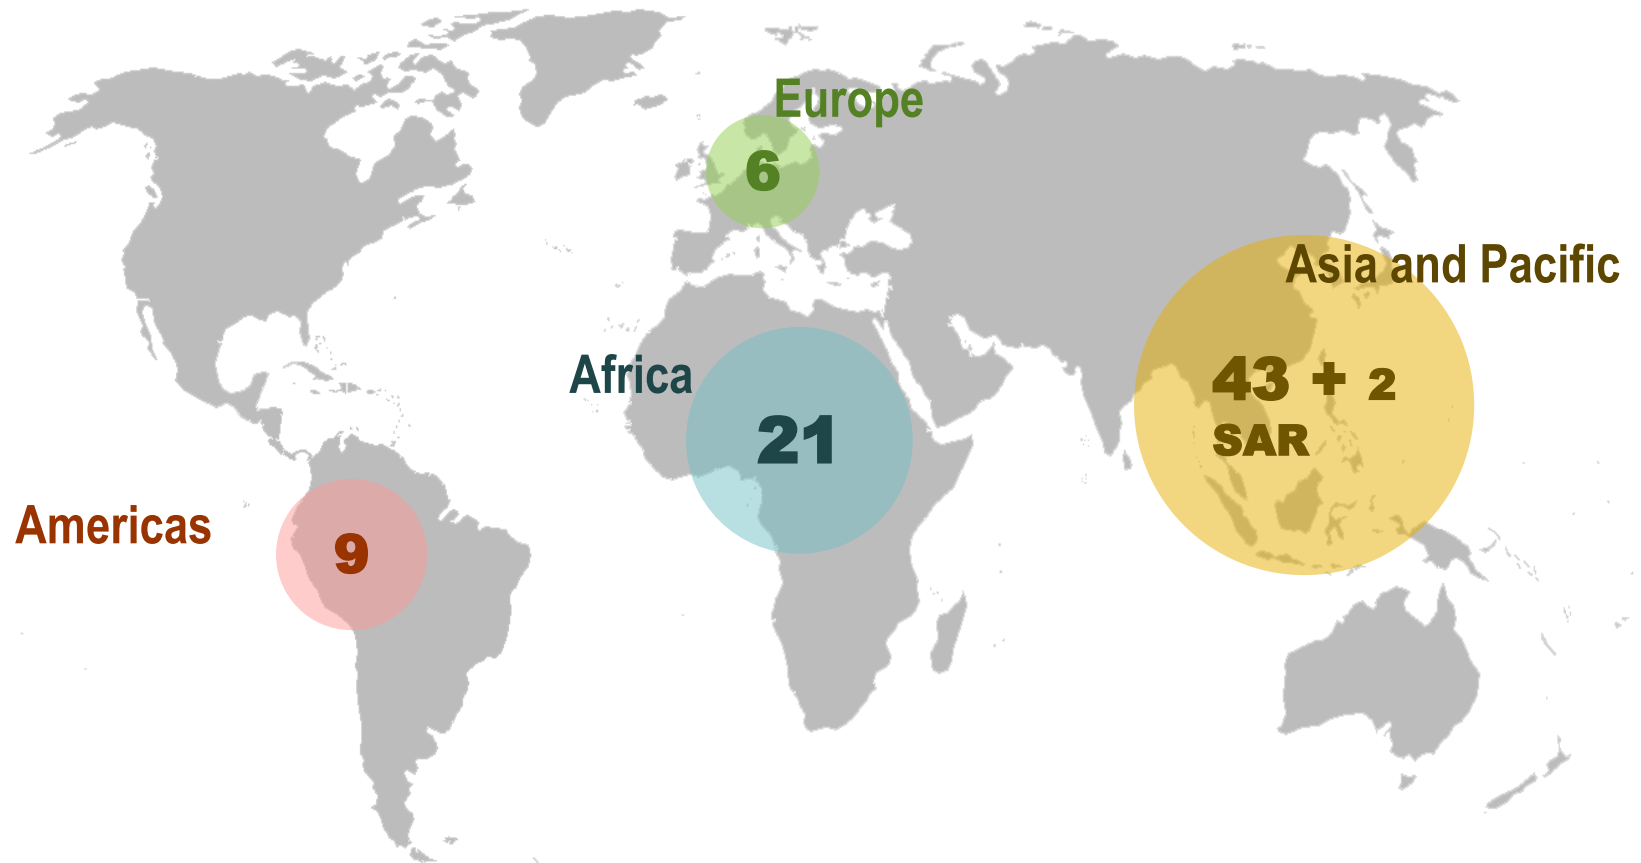 Europe
6
Asia and Pacific
43 + 2
SAR
Africa
21
Americas
9